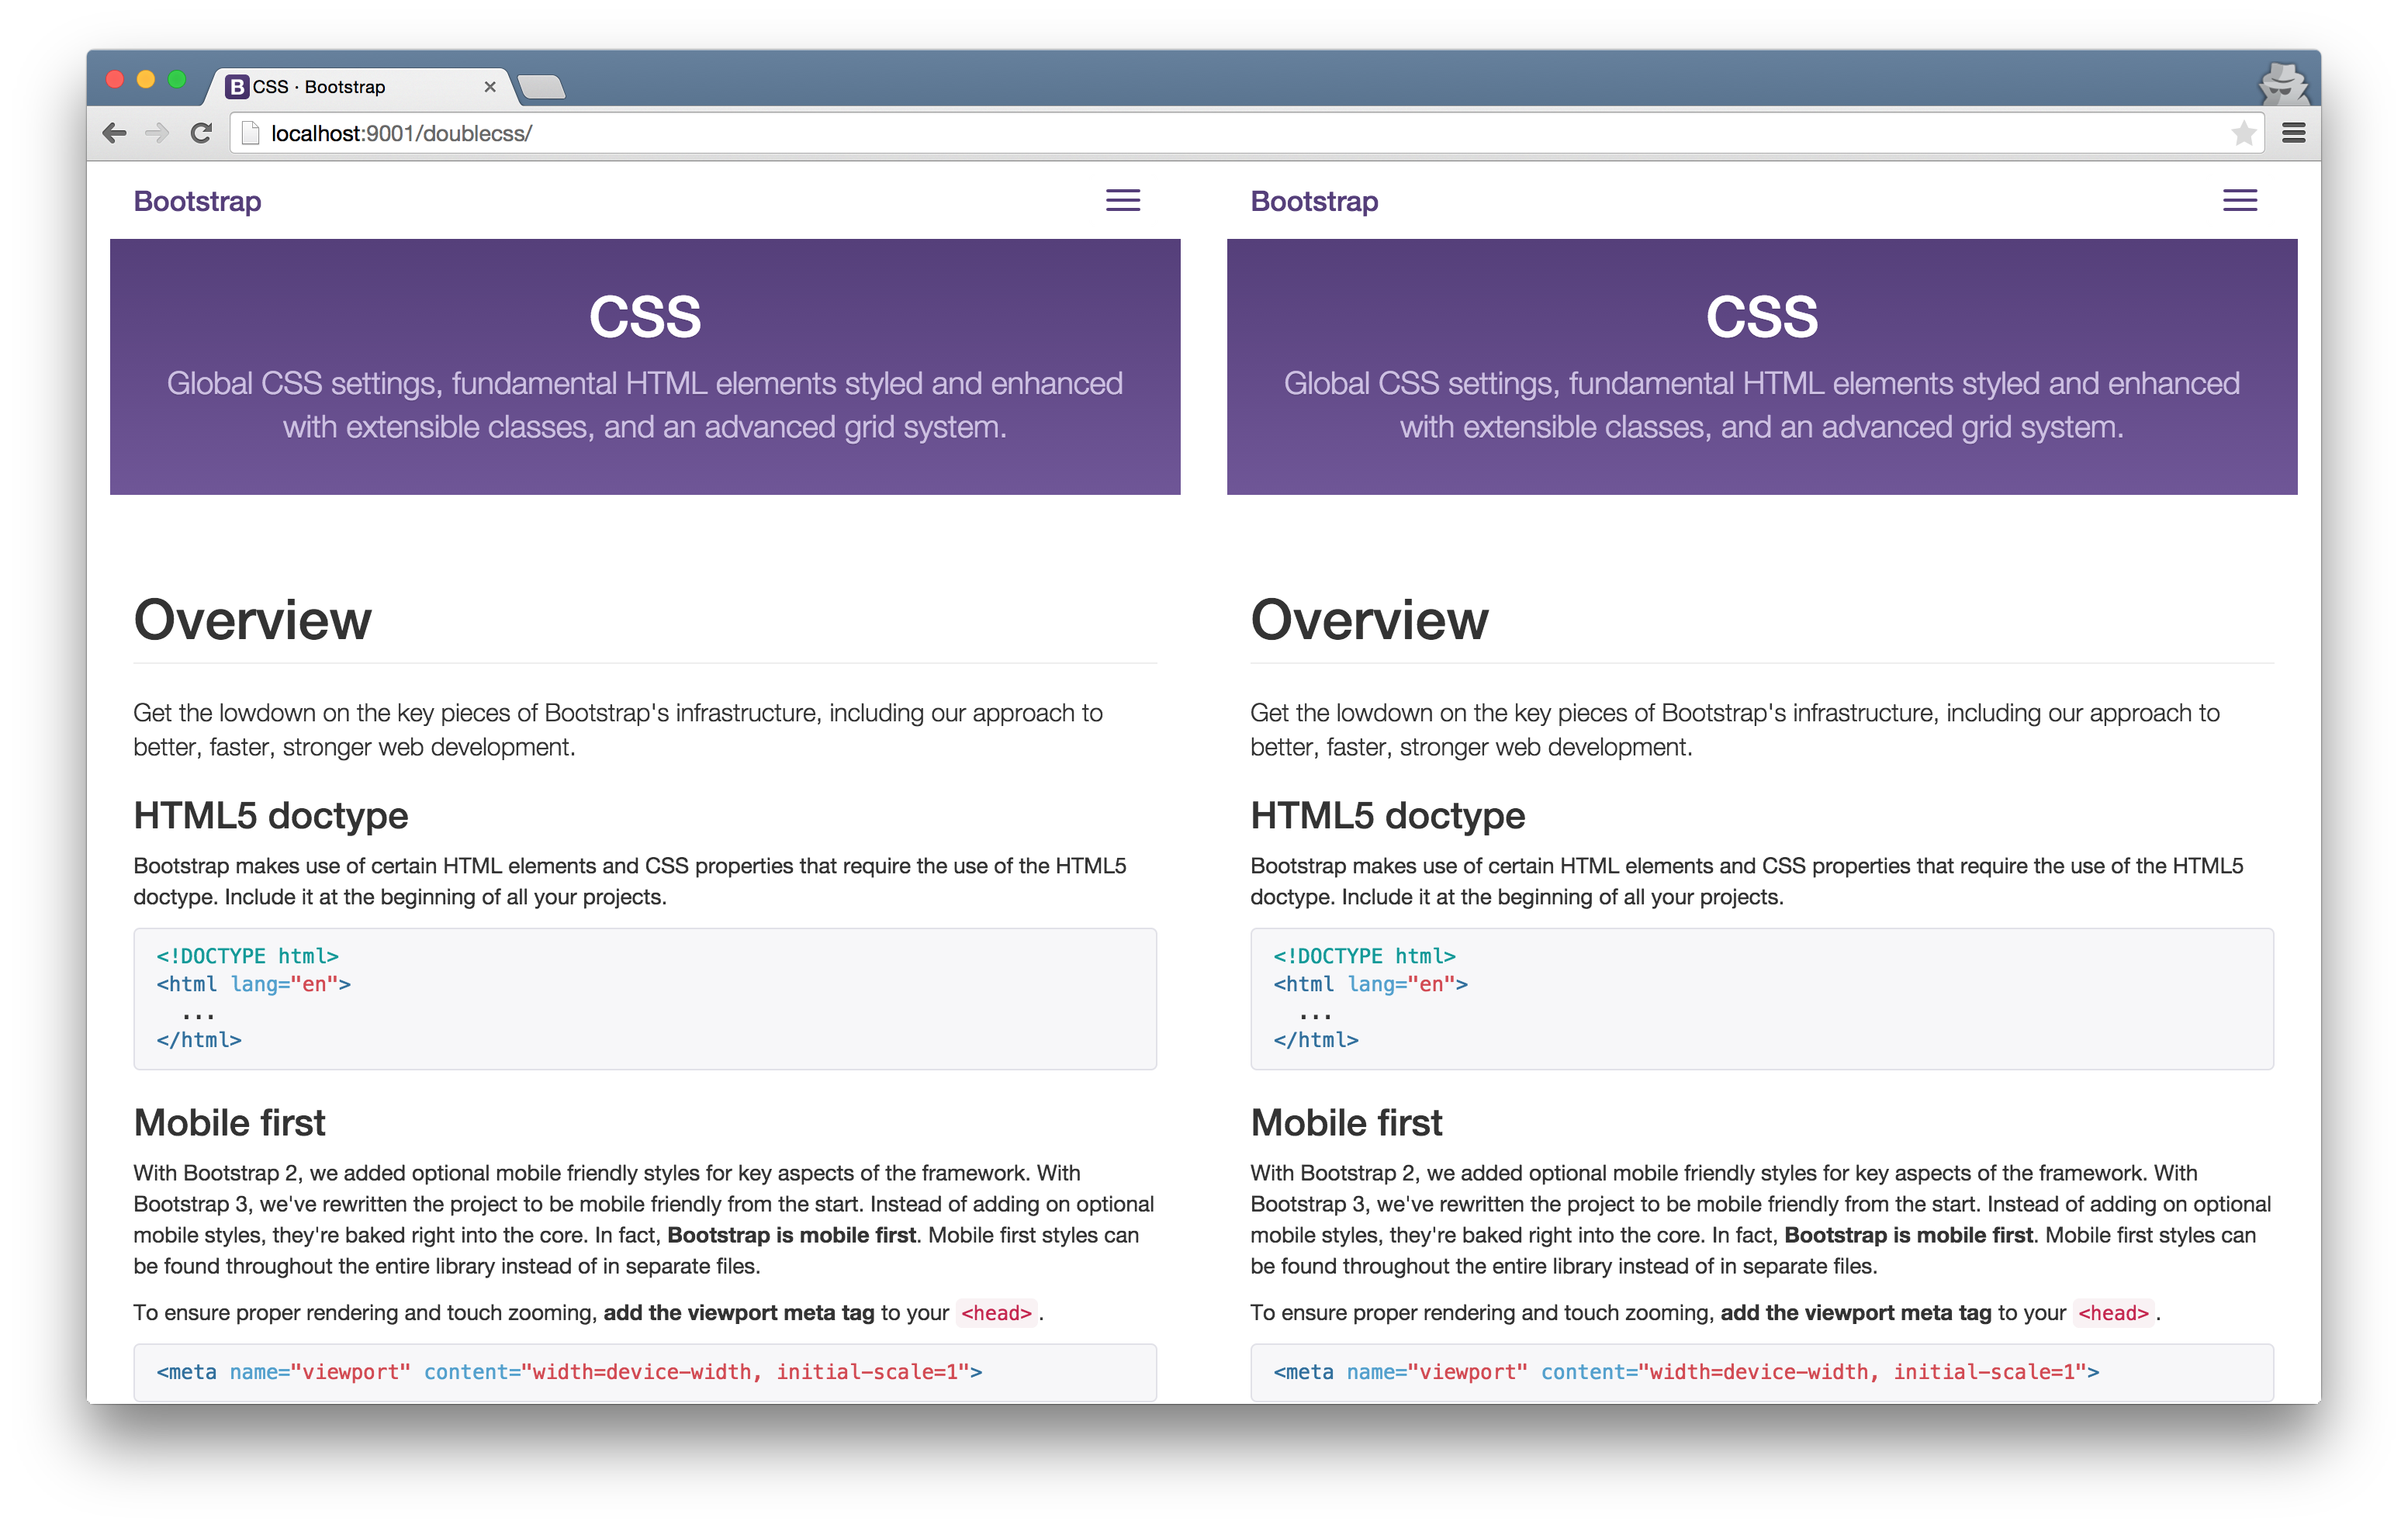 CSS · Bootstrap
localhost:9001/doublecss/
Bootstrap
CSS
Global CSS settings, fundamental HTML elements styled and enhanced
with extensible classes, and an advanced grid system.
Overview
Get the lowdown on the key pieces of Bootstrap's infrastructure, including our approach to
better, faster, stronger web development.
HTML5 doctype
Bootstrap makes use of certain HTML elements and CSS properties that require the use of the HTML5
doctype. Include it at the beginning of all your projects.
<!DOCTYPE html>
<html lang="en">
  ...
</html>
Mobile first
With Bootstrap 2, we added optional mobile friendly styles for key aspects of the framework. With
Bootstrap 3, we've rewritten the project to be mobile friendly from the start. Instead of adding on optional
mobile styles, they're baked right into the core. In fact, Bootstrap is mobile first. Mobile first styles can
be found throughout the entire library instead of in separate files.
To ensure proper rendering and touch zooming, add the viewport meta tag to your <head>.
<meta name="viewport" content="width=device-width, initial-scale=1">
Bootstrap
CSS
Global CSS settings, fundamental HTML elements styled and enhanced
with extensible classes, and an advanced grid system.
Overview
Get the lowdown on the key pieces of Bootstrap's infrastructure, including our approach to
better, faster, stronger web development.
HTML5 doctype
Bootstrap makes use of certain HTML elements and CSS properties that require the use of the HTML5
doctype. Include it at the beginning of all your projects.
<!DOCTYPE html>
<html lang="en">
  ...
</html>
Mobile first
With Bootstrap 2, we added optional mobile friendly styles for key aspects of the framework. With
Bootstrap 3, we've rewritten the project to be mobile friendly from the start. Instead of adding on optional
mobile styles, they're baked right into the core. In fact, Bootstrap is mobile first. Mobile first styles can
be found throughout the entire library instead of in separate files.
To ensure proper rendering and touch zooming, add the viewport meta tag to your <head>.
<meta name="viewport" content="width=device-width, initial-scale=1">